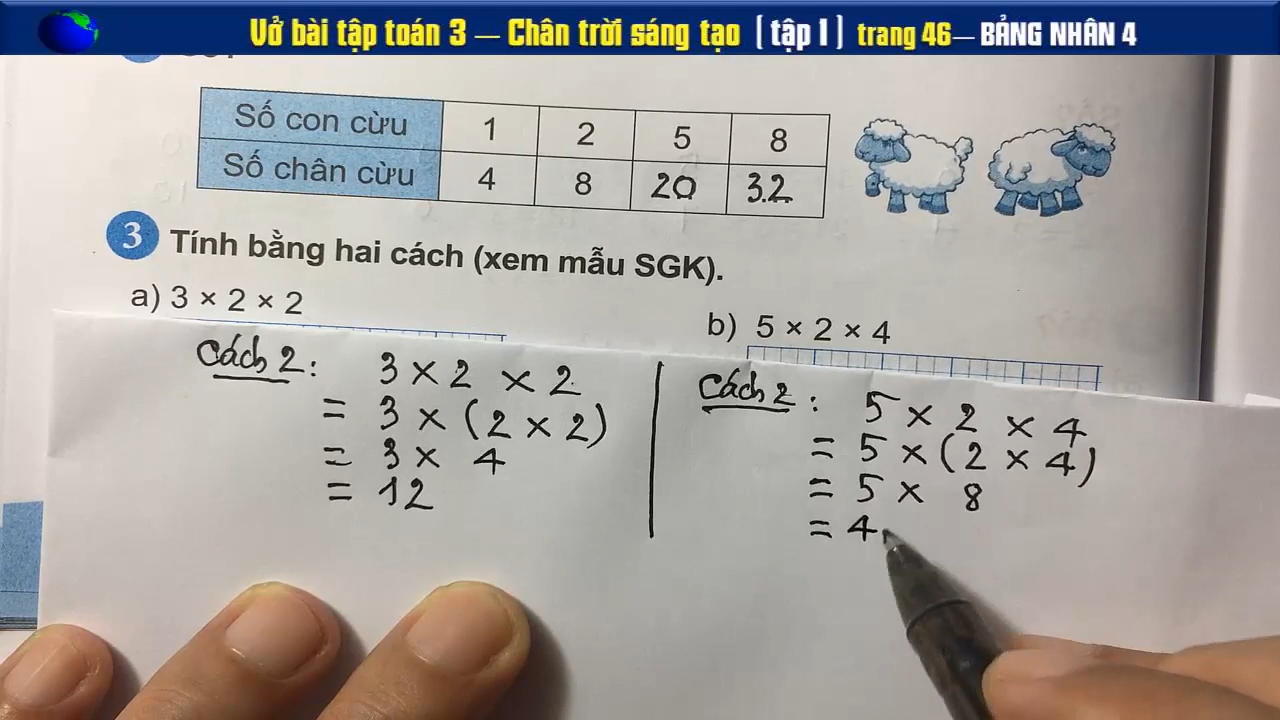 Vở bài tập toán 3 – Chân trời sáng tạo (tập 1) trang 46 – BẢNG NHÂN 4
Số con cừu 1 2 5 8
Số chân cừu 4 8 20 32
3 Tính bằng hai cách (xem mẫu SGK).
a) 3 × 2 × 2
b) 5 × 2 × 4
Cách 2: 3 × 2 × 2
= 3 × (2 × 2)
= 3 × 4
= 12
Cách 2: 5 × 2 × 4
= 5 × (2 × 4)
= 5 × 8
= 4